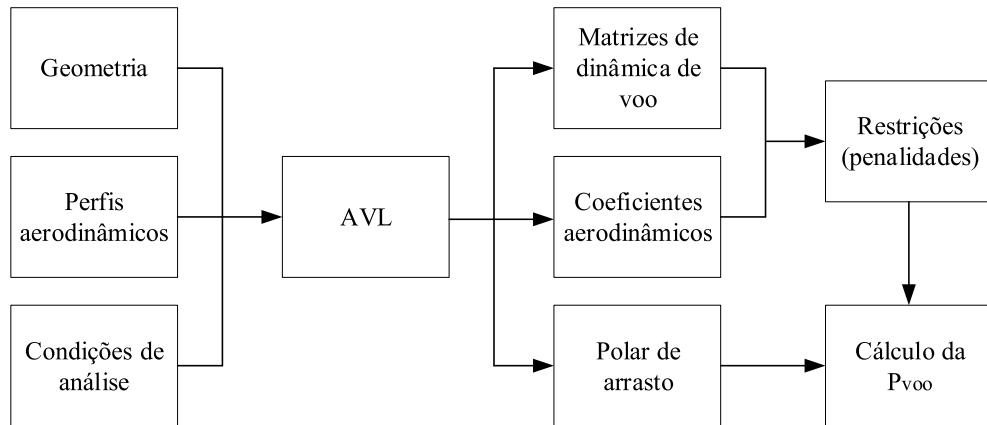 Geometria
Perfis
aerodinâmicos
Condições de
análise
AVL
Matrizes de
dinâmica de
voo
Coeficientes
aerodinâmicos
Polar de
arrasto
Restrições
(penalidades)
Cálculo da
Pvoo